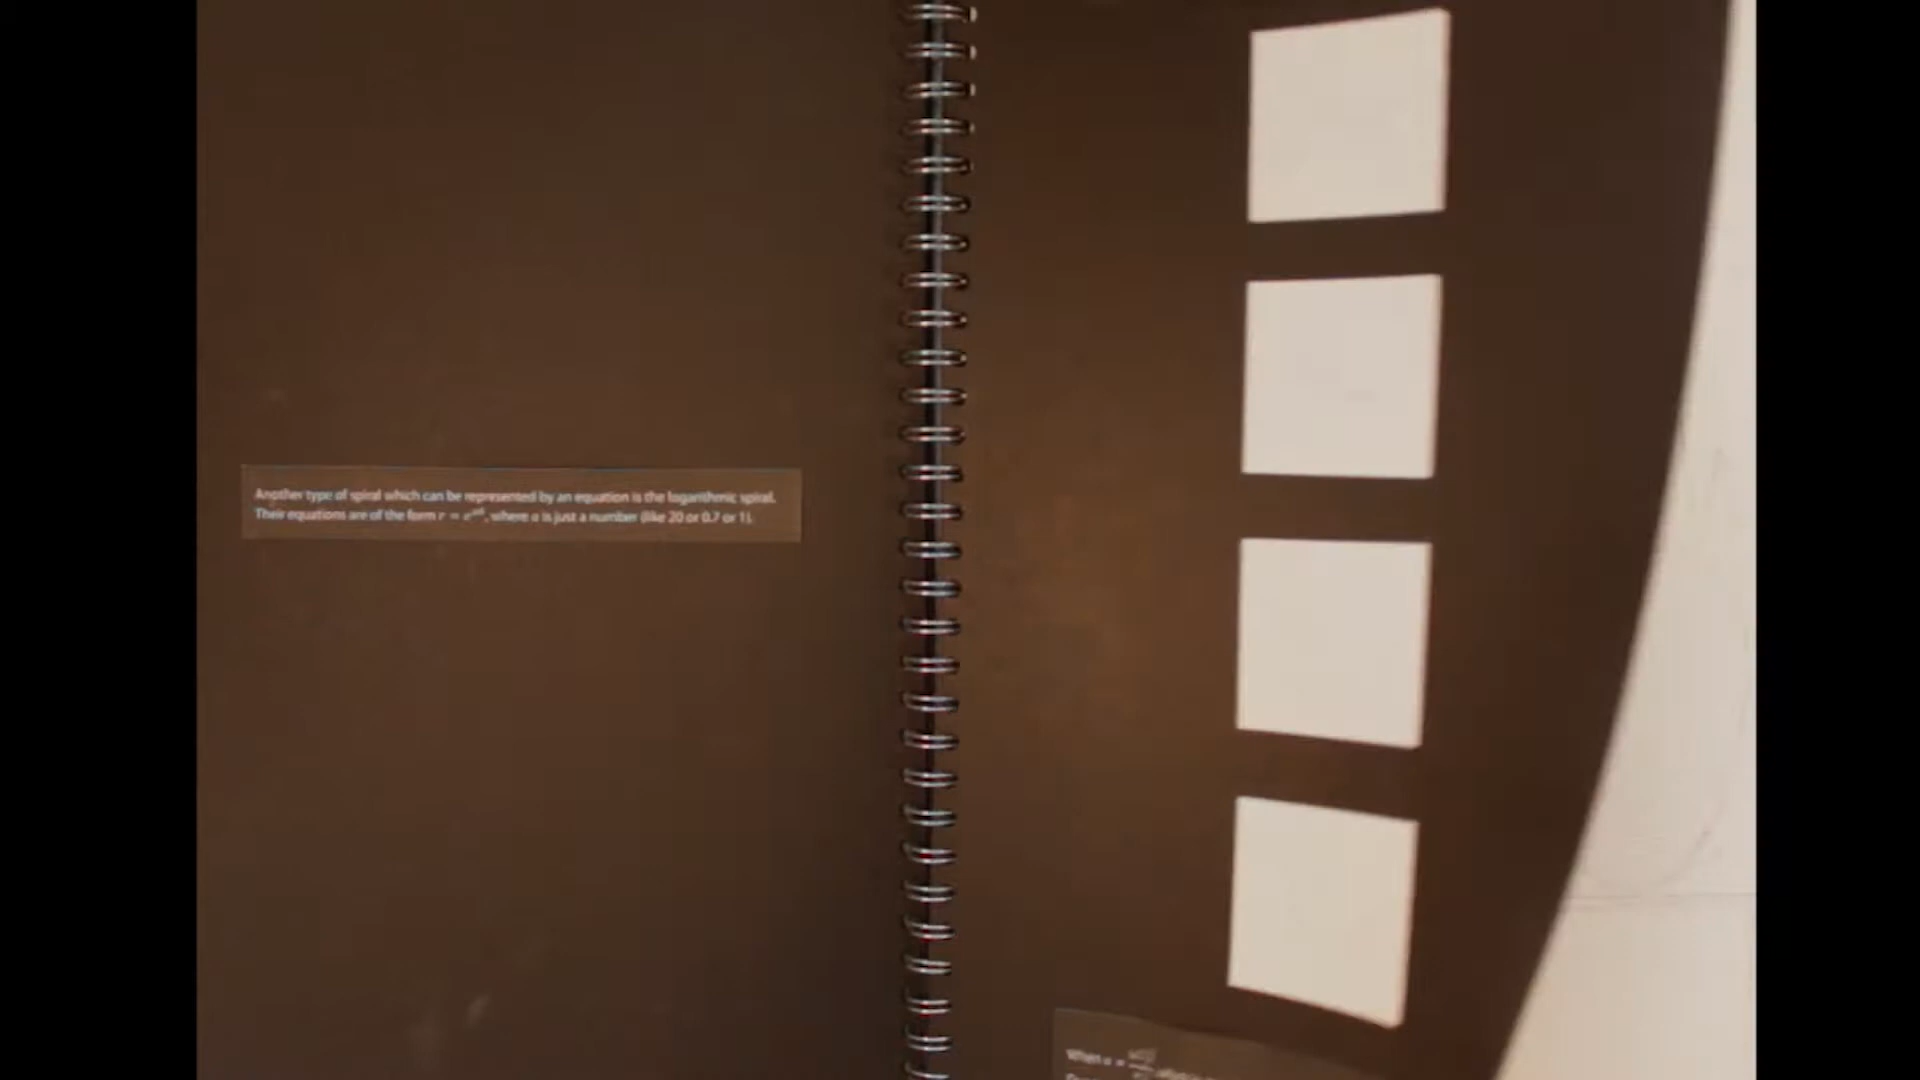 Another type of spiral which can be represented by an equation is the logarithmic spiral.
Their equations are of the form r = e^{aθ}, where a is just a number (like 20 or 0.7 or 1).
When a =